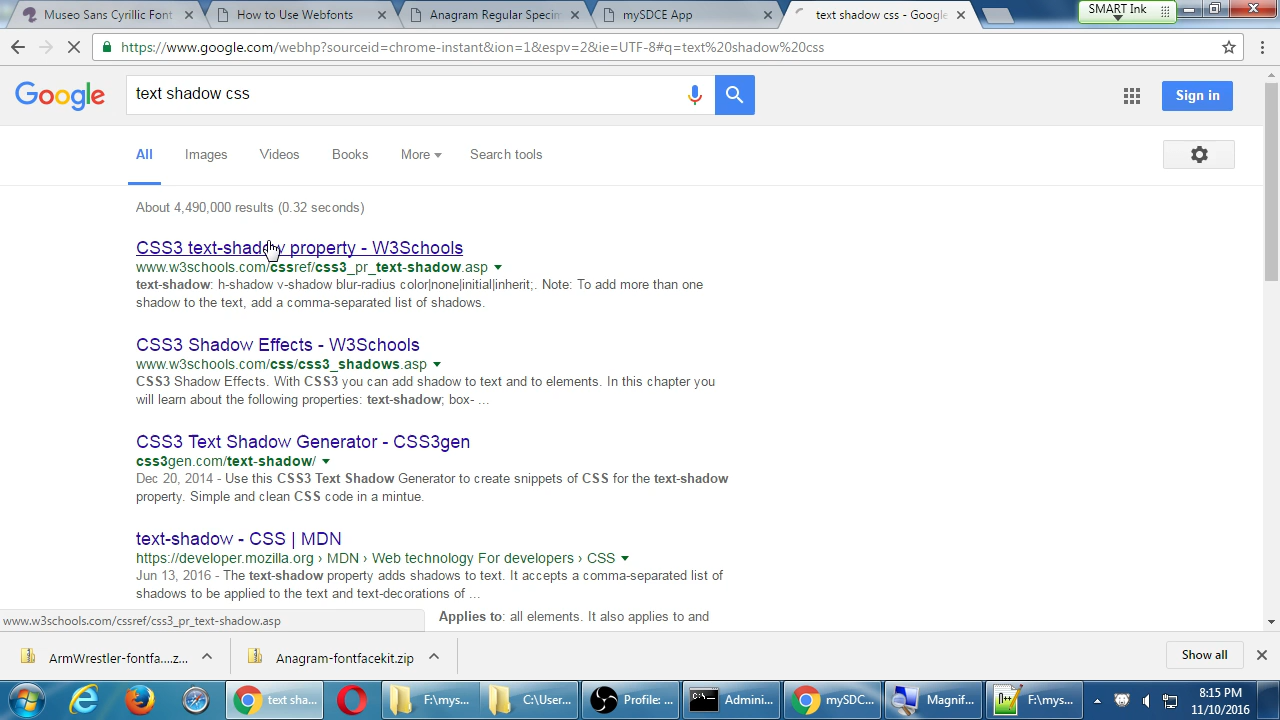 Museo Sans Cyrillic Font
How to Use Webfonts
Anagram Regular Specim
mySDCE App
text shadow css - Google
SMART Ink
https://www.google.com/webhp?sourceid=chrome-instant&ion=1&espv=2&ie=UTF-8#q=text%20shadow%20css
Google
text shadow css
Sign in
All
Images
Videos
Books
More
Search tools
About 4,490,000 results (0.32 seconds)
CSS3 text-shadow property - W3Schools
www.w3schools.com/cssref/css3_pr_text-shadow.asp
text-shadow: h-shadow v-shadow blur-radius color|none|initial|inherit;. Note: To add more than one
shadow to the text, add a comma-separated list of shadows.
CSS3 Shadow Effects - W3Schools
www.w3schools.com/css/css3_shadows.asp
CSS3 Shadow Effects. With CSS3 you can add shadow to text and to elements. In this chapter you
will learn about the following properties: text-shadow; box- ...
CSS3 Text Shadow Generator - CSS3gen
css3gen.com/text-shadow/
Dec 20, 2014 - Use this CSS3 Text Shadow Generator to create snippets of CSS for the text-shadow
property. Simple and clean CSS code in a mintue.
text-shadow - CSS | MDN
https://developer.mozilla.org › MDN › Web technology For developers › CSS
Jun 13, 2016 - The text-shadow property adds shadows to text. It accepts a comma-separated list of
shadows to be applied to the text and text-decorations of ...
Applies to: all elements. It also applies to and
www.w3schools.com/cssref/css3_pr_text-shadow.asp
ArmWrestler-fontfa....z...
Anagram-fontfacekit.zip
Show all
text sha...
F:\mys...
C:\User...
Profile: ...
Admini...
mySDC...
Magnif...
F:\mys...
8:15 PM
11/10/2016